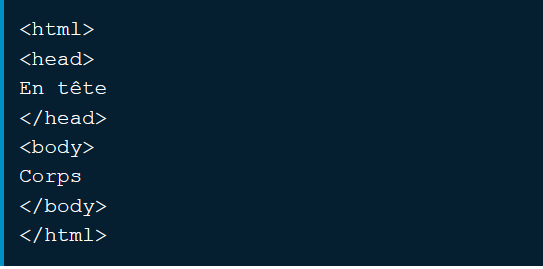 <html>
<head>
En tête
</head>
<body>
Corps
</body>
</html>